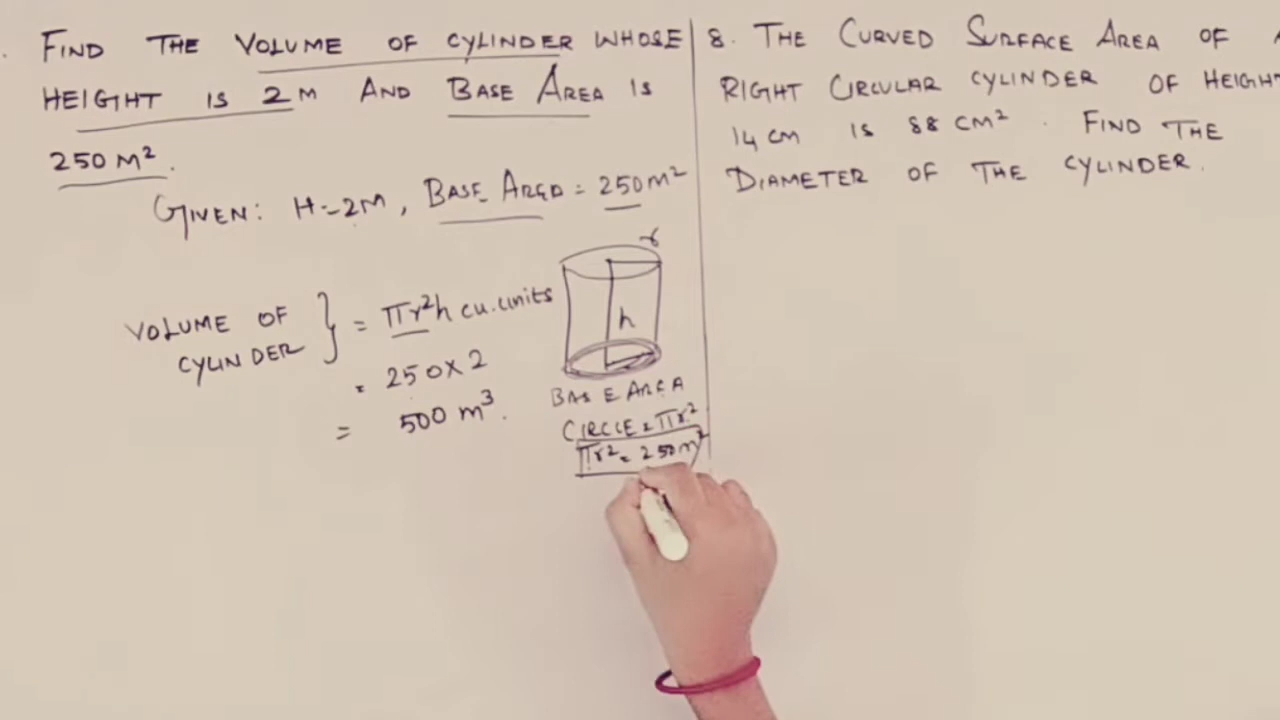 . FIND THE VOLUME OF CYLINDER WHOSE
HEIGHT IS 2M AND BASE AREA IS
250 M².
GIVEN: H=2M, BASE AREA = 250m²
VOLUME OF
CYLINDER } = πr²h cu.units
= 250 x 2
= 500 m³.
r
h
BASE AREA
CIRCLE = πr²
πr² = 250m²
8. THE CURVED SURFACE AREA OF A
RIGHT CIRCULAR CYLINDER OF HEIGHT
14 CM IS 88 CM². FIND THE
DIAMETER OF THE CYLINDER.